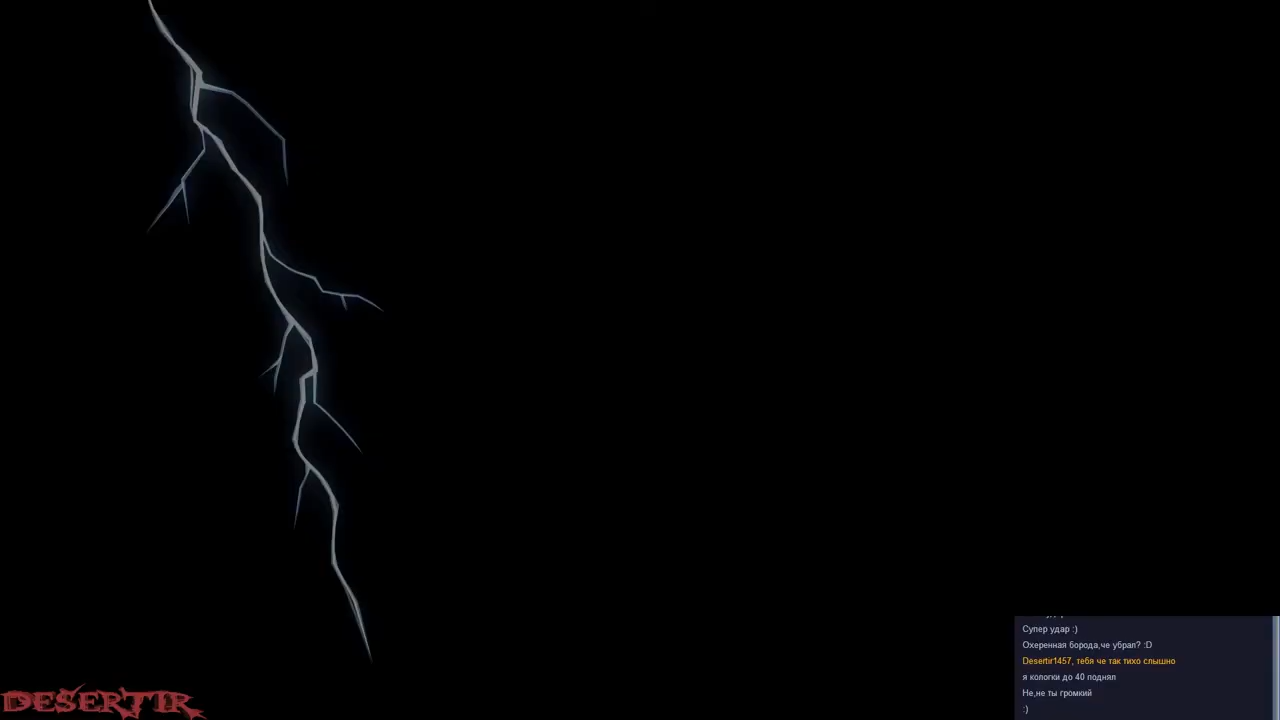 Супер удар :)
Охеренная борода,че убрал? :D
Desertir1457, тебя че так тихо слышно
я кологки до 40 поднял
Не,не ты громкий
:)
DESERTIR